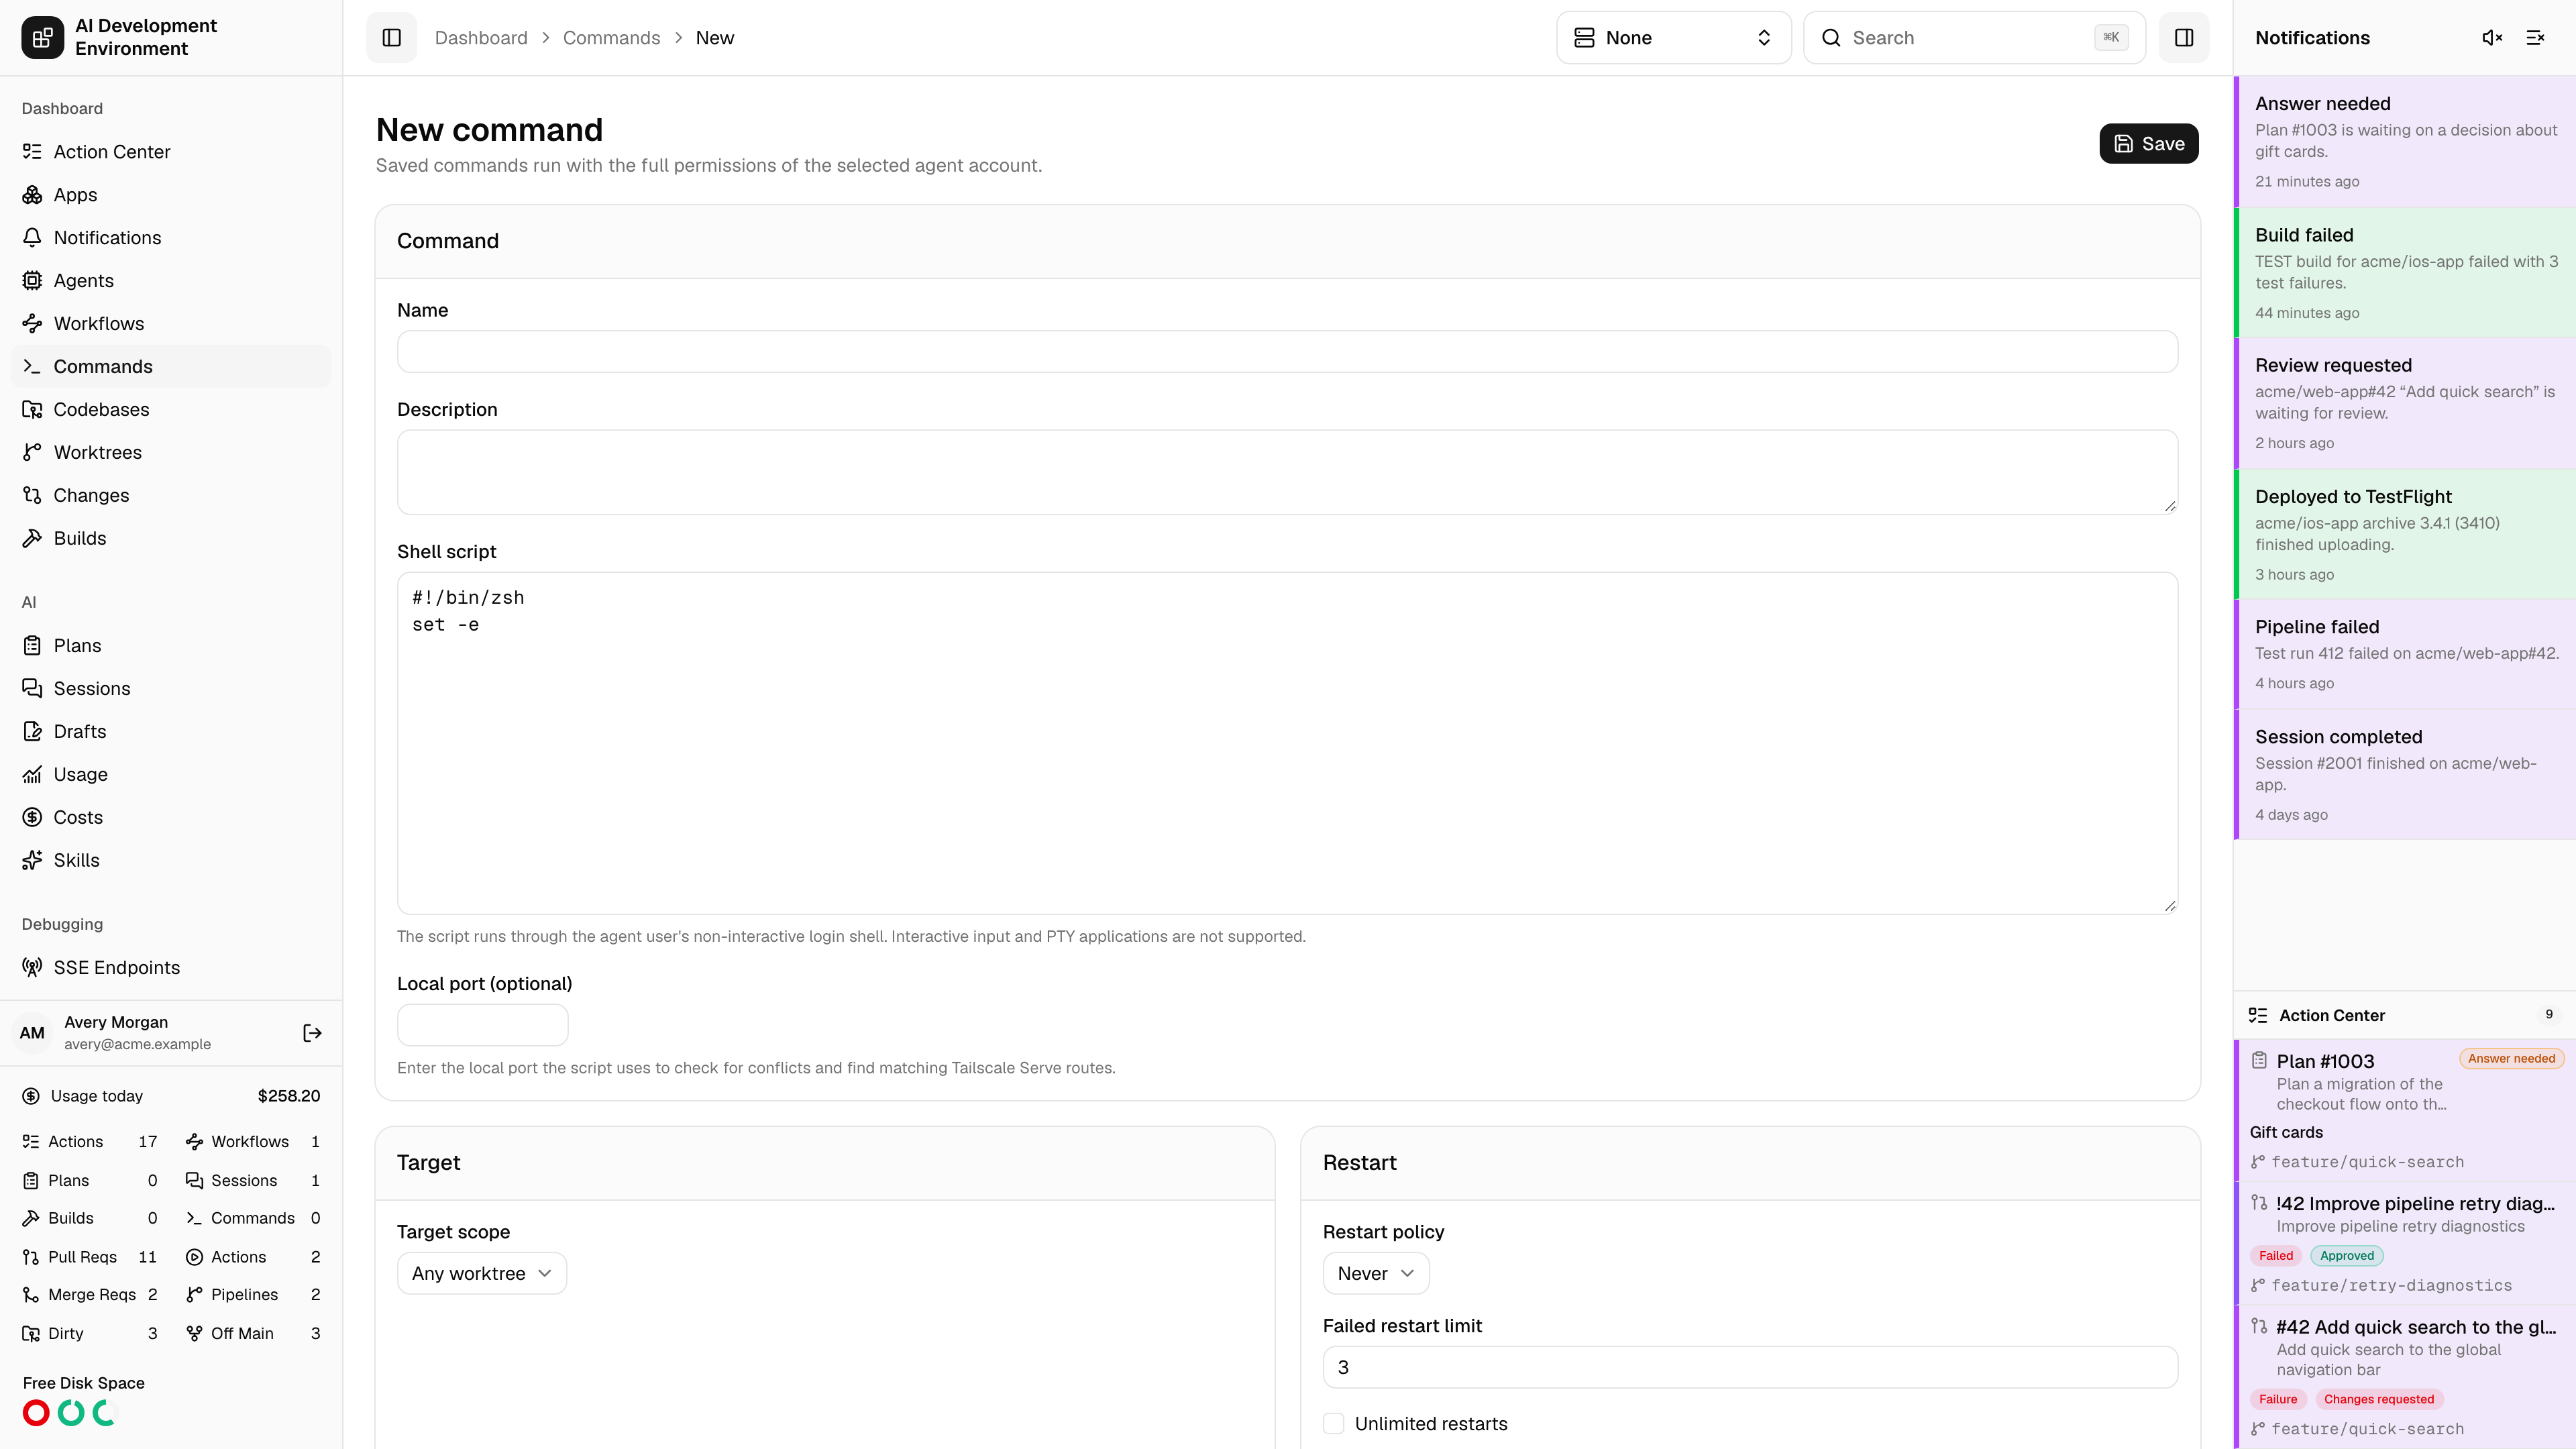 AI Development
Environment
Dashboard
Action Center
Apps
Notifications
Agents
Workflows
Commands
Codebases
Worktrees
Changes
Builds
AI
Plans
Sessions
Drafts
Usage
Costs
Skills
Debugging
SSE Endpoints
AM
Avery Morgan
avery@acme.example
Usage today $258.20
Actions 17 Workflows 1
Plans 0 Sessions 1
Builds 0 Commands 0
Pull Reqs 11 Actions 2
Merge Reqs 2 Pipelines 2
Dirty 3 Off Main 3
Free Disk Space
Dashboard > Commands > New
None
Search ⌘K
New command
Saved commands run with the full permissions of the selected agent account.
Save
Command
Name
Description
Shell script
#!/bin/zsh
set -e
The script runs through the agent user's non-interactive login shell. Interactive input and PTY applications are not supported.
Local port (optional)
Enter the local port the script uses to check for conflicts and find matching Tailscale Serve routes.
Target
Target scope
Any worktree
Restart
Restart policy
Never
Failed restart limit
3
Unlimited restarts
Notifications
Answer needed
Plan #1003 is waiting on a decision about
gift cards.
21 minutes ago
Build failed
TEST build for acme/ios-app failed with 3
test failures.
44 minutes ago
Review requested
acme/web-app#42 “Add quick search” is
waiting for review.
2 hours ago
Deployed to TestFlight
acme/ios-app archive 3.4.1 (3410)
finished uploading.
3 hours ago
Pipeline failed
Test run 412 failed on acme/web-app#42.
4 hours ago
Session completed
Session #2001 finished on acme/web-
app.
4 days ago
Action Center 9
Plan #1003 Answer needed
Plan a migration of the
checkout flow onto th...
Gift cards
feature/quick-search
!42 Improve pipeline retry diag...
Improve pipeline retry diagnostics
Failed Approved
feature/retry-diagnostics
#42 Add quick search to the gl...
Add quick search to the global
navigation bar
Failure Changes requested
feature/quick-search